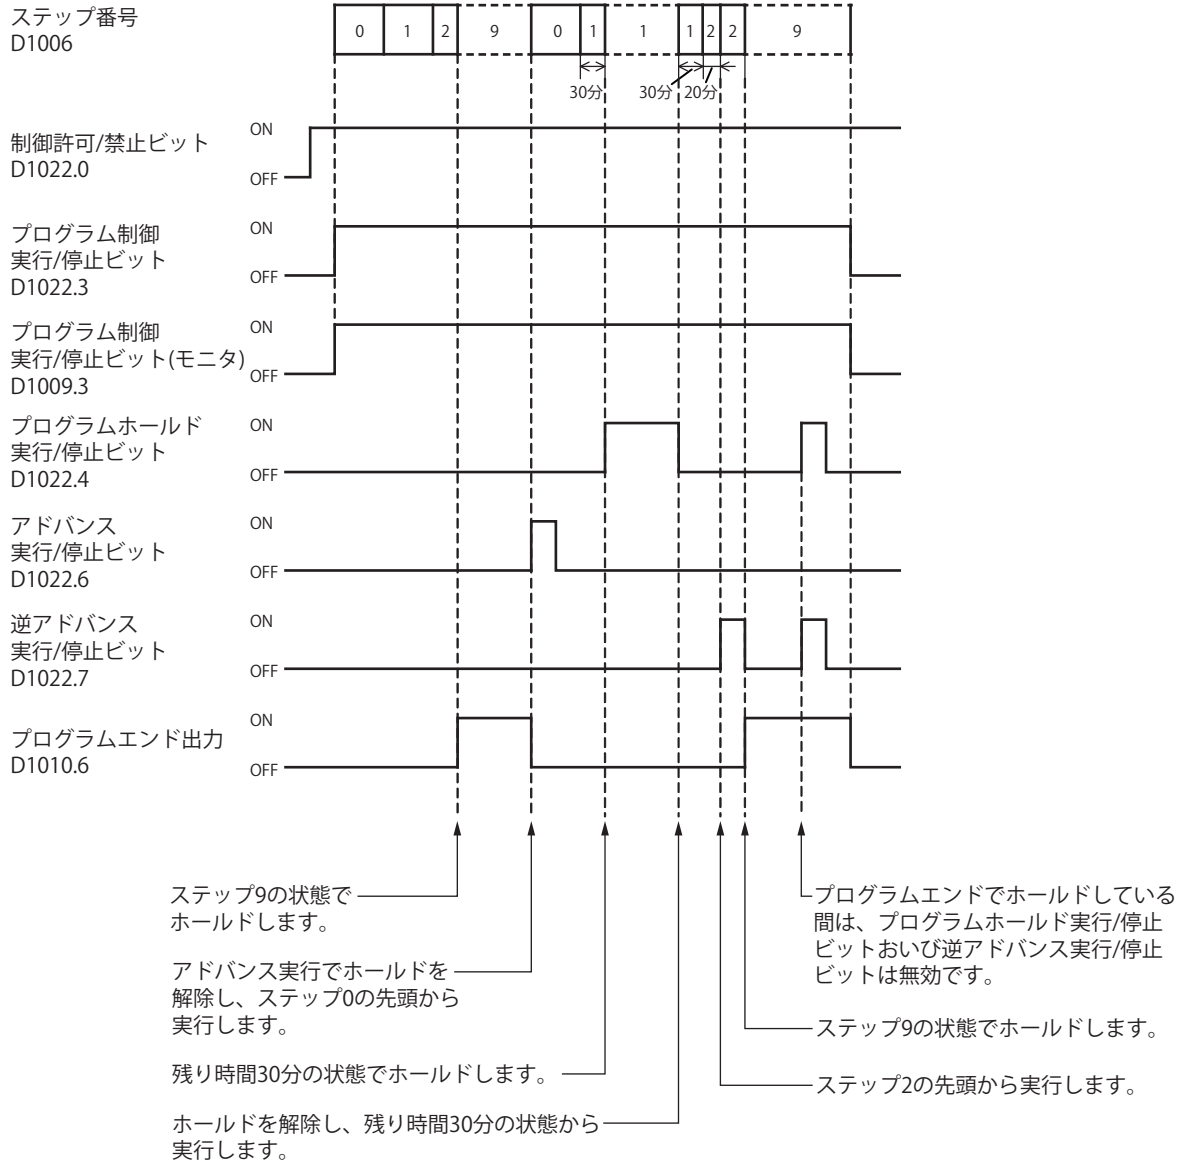 ステップ番号
D1006
0 1 2 9 0 1 1 1 2 2 9
30分 30分 20分
制御許可/禁止ビット
D1022.0
ON
OFF
プログラム制御
実行/停止ビット
D1022.3
ON
OFF
プログラム制御
実行/停止ビット(モニタ)
D1009.3
ON
OFF
プログラムホールド
実行/停止ビット
D1022.4
ON
OFF
アドバンス
実行/停止ビット
D1022.6
ON
OFF
逆アドバンス
実行/停止ビット
D1022.7
ON
OFF
プログラムエンド出力
D1010.6
ON
OFF
ステップ9の状態で
ホールドします。
アドバンス実行でホールドを
解除し、ステップ0の先頭から
実行します。
残り時間30分の状態でホールドします。
ホールドを解除し、残り時間30分の状態から
実行します。
プログラムエンドでホールドしている
間は、プログラムホールド実行/停止
ビットおいび逆アドバンス実行/停止
ビットは無効です。
ステップ9の状態でホールドします。
ステップ2の先頭から実行します。